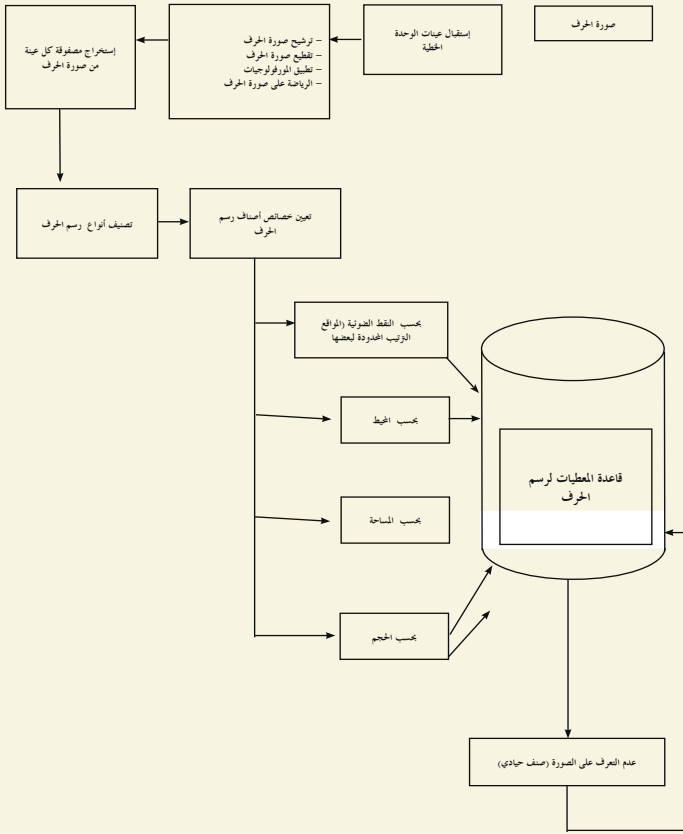 صورة الحرف
إستقبال عينات الوحدة
الخطية
– ترشيح صورة الحرف
– تقطيع صورة الحرف
– تطبيق المورفولوجيات
– الرياضة على صورة الحرف
إستخراج مصفوفة كل عينة
من صورة الحرف
تصنيف أنواع رسم الحرف
تعيين خصائص أصناف رسم
الحرف
بحسب النقط الضوئية (المواقع
الترتيب المحدودة لبعضها
بحسب المحيط
بحسب المساحة
بحسب الحجم
قاعدة المعطيات لرسم
الحرف
عدم التعرف على الصورة (صنف حيادي)